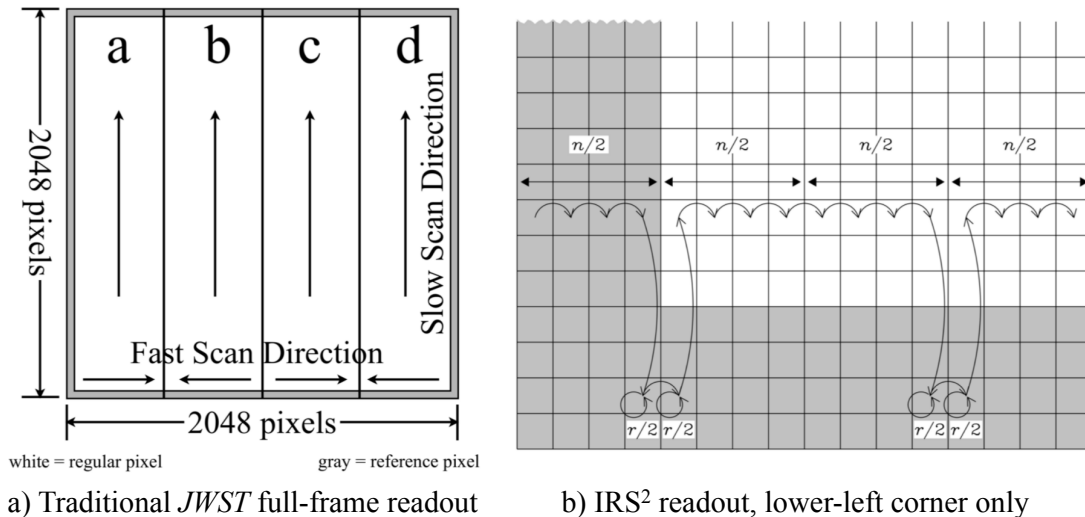 a b c d
2048 pixels
Slow Scan Direction
Fast Scan Direction
2048 pixels
white = regular pixel
gray = reference pixel
a) Traditional JWST full-frame readout
n/2 n/2 n/2 n/2
r/2 r/2 r/2 r/2
b) IRS² readout, lower-left corner only